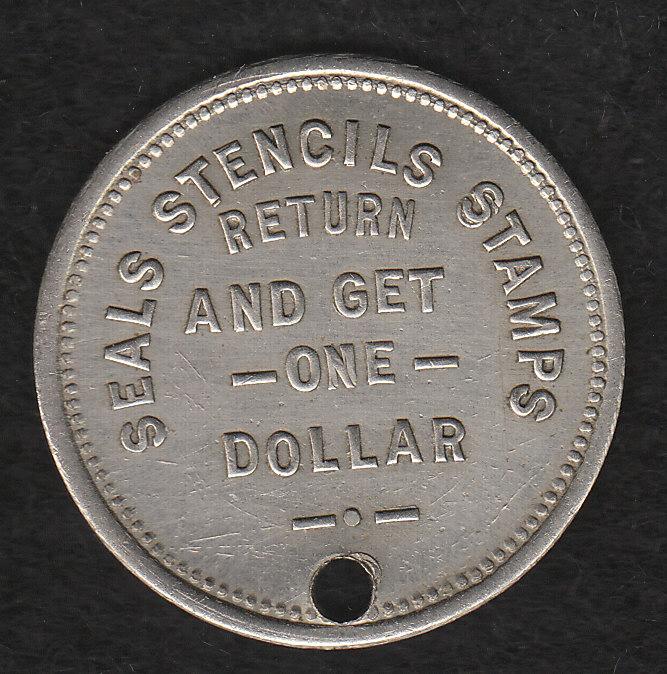 SEALS STENCILS STAMPS
RETURN
AND GET
— ONE —
DOLLAR